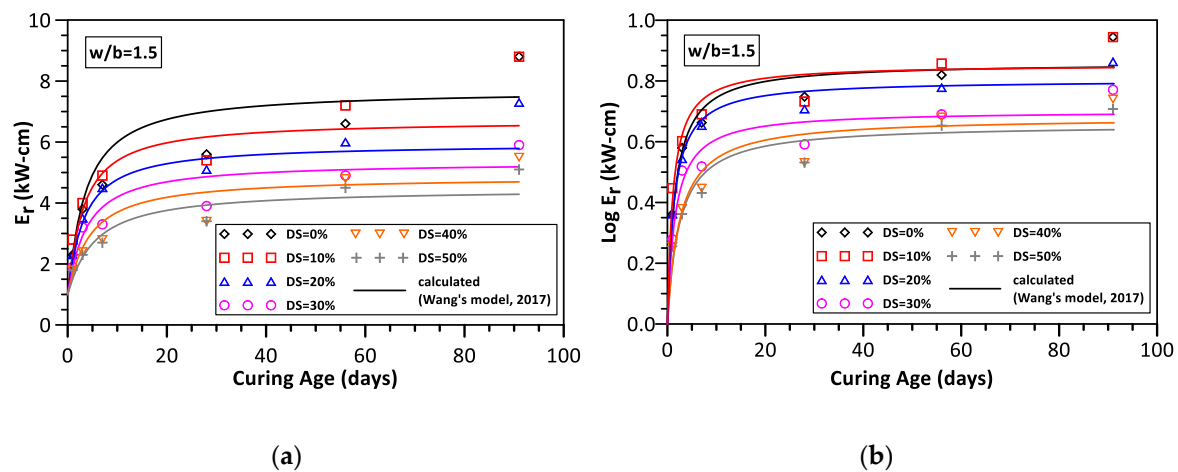 w/b=1.5
10
8
6
4
2
0
E_r (kW-cm)
DS=0%
DS=10%
DS=20%
DS=30%
DS=40%
DS=50%
calculated
(Wang's model, 2017)
0 20 40 60 80 100
Curing Age (days)
(a)
w/b=1.5
1.0
0.8
0.6
0.4
0.2
0.0
Log E_r (kW-cm)
DS=0%
DS=10%
DS=20%
DS=30%
DS=40%
DS=50%
calculated
(Wang's model, 2017)
0 20 40 60 80 100
Curing Age (days)
(b)